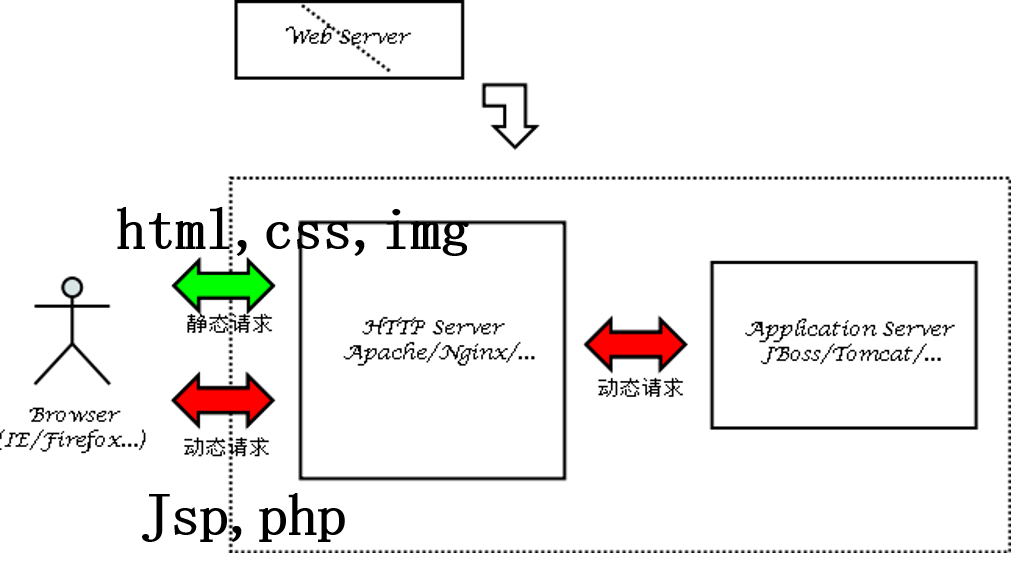 Web Server
html,css,img
静态请求
HTTP Server
Apache/Nginx/...
Application Server
JBoss/Tomcat/...
动态请求
Browser
(IE/Firefox...)
动态请求
Jsp,php